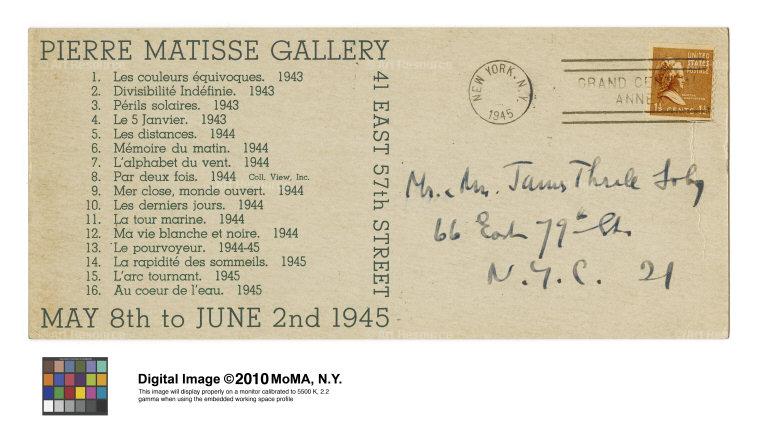 PIERRE MATISSE GALLERY
1. Les couleurs équivoques. 1943
2. Divisibilité Indéfinie. 1943
3. Périls solaires. 1943
4. Le 5 Janvier. 1943
5. Les distances. 1944
6. Mémoire du matin. 1944
7. L'alphabet du vent. 1944
8. Par deux fois. 1944 Coll. View, Inc.
9. Mer close, monde ouvert. 1944
10. Les derniers jours. 1944
11. La tour marine. 1944
12. Ma vie blanche et noire. 1944
13. Le pourvoyeur. 1944-45
14. La rapidité des sommeils. 1945
15. L'arc tournant. 1945
16. Au coeur de l'eau. 1945
MAY 8th to JUNE 2nd 1945
41 EAST 57th STREET
NEW YORK, N.Y.
1945
GRAND CE
ANNE
UNITED
STATES
POSTAGE
CENTS
Mr. & Mrs. James Thrall Soby
66 East 79th St.
N.Y.C. 21
Art Resource
Digital Image ©2010 MoMA, N.Y.
This image will display properly on a monitor calibrated to 5500 K, 2.2
gamma when using the embedded working space profile